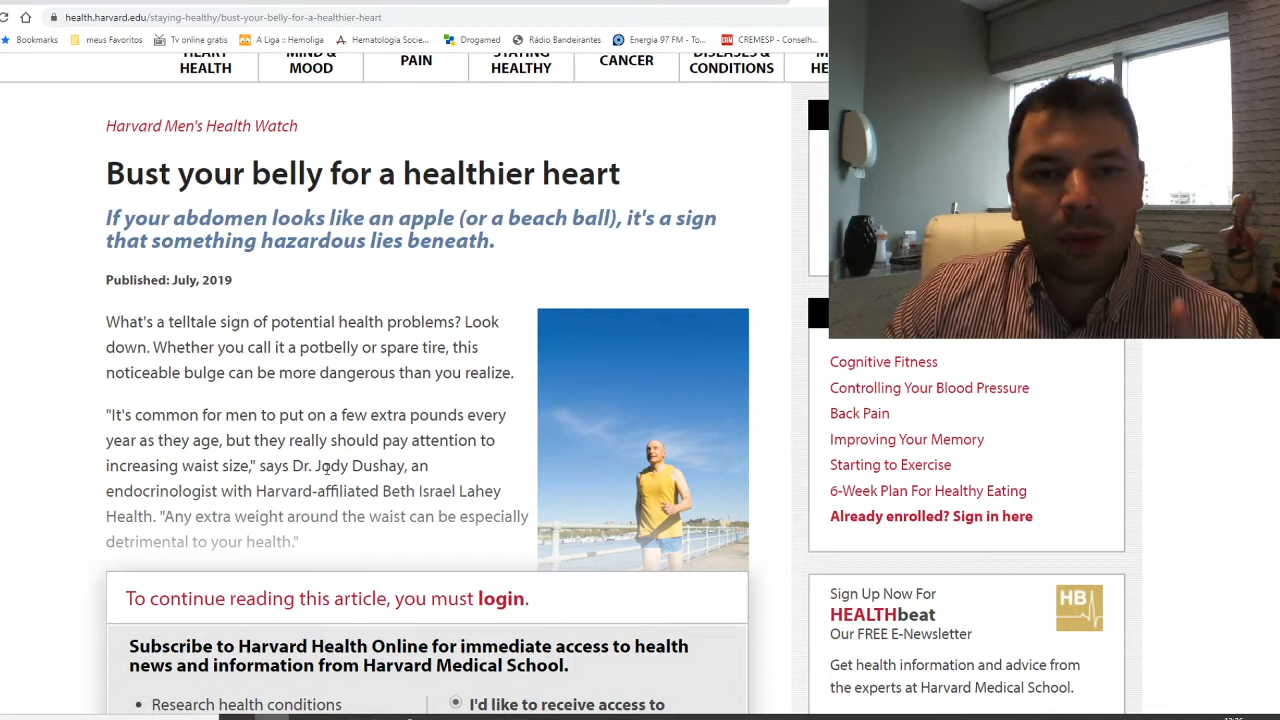 health.harvard.edu/staying-healthy/bust-your-belly-for-a-healthier-heart
Bookmarks meus Favoritos Tv online gratis A Liga :: Hemoliga Hematologia Socie... Drogamed Rádio Bandeirantes Energia 97 FM - To... CRM CREMESP - Conselh...
HEART HEALTH
MIND & MOOD
PAIN
STAYING HEALTHY
CANCER
DISEASES & CONDITIONS
Harvard Men's Health Watch
Bust your belly for a healthier heart
If your abdomen looks like an apple (or a beach ball), it's a sign
that something hazardous lies beneath.
Published: July, 2019
What's a telltale sign of potential health problems? Look
down. Whether you call it a potbelly or spare tire, this
noticeable bulge can be more dangerous than you realize.
"It's common for men to put on a few extra pounds every
year as they age, but they really should pay attention to
increasing waist size," says Dr. Jody Dushay, an
endocrinologist with Harvard-affiliated Beth Israel Lahey
Health. "Any extra weight around the waist can be especially
detrimental to your health."
To continue reading this article, you must login.
Subscribe to Harvard Health Online for immediate access to health
news and information from Harvard Medical School.
• Research health conditions
I'd like to receive access to
Cognitive Fitness
Controlling Your Blood Pressure
Back Pain
Improving Your Memory
Starting to Exercise
6-Week Plan For Healthy Eating
Already enrolled? Sign in here
Sign Up Now For
HEALTHbeat
Our FREE E-Newsletter
HB
Get health information and advice from
the experts at Harvard Medical School.